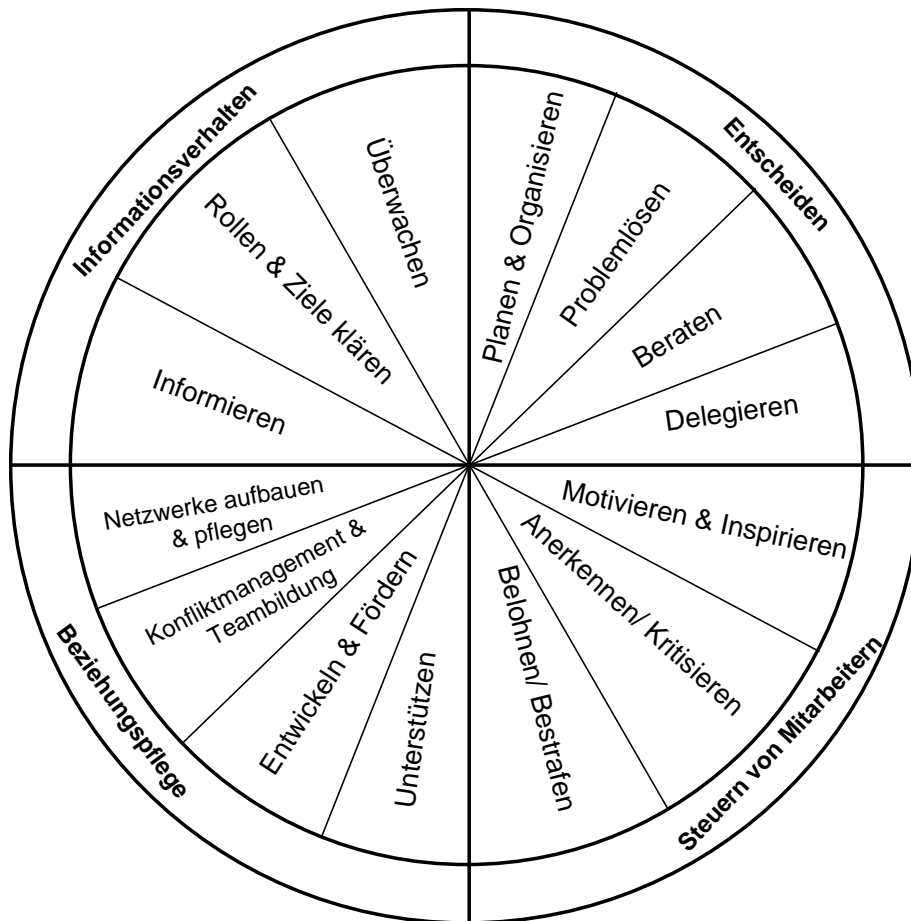 Informationsverhalten
Überwachen
Rollen & Ziele klären
Informieren
Entscheiden
Planen & Organisieren
Problemlösen
Beraten
Delegieren
Steuern von Mitarbeitern
Motivieren & Inspirieren
Anerkennen/ Kritisieren
Belohnen/ Bestrafen
Beziehungspflege
Netzwerke aufbauen
& pflegen
Konfliktmanagement &
Teambildung
Entwickeln & Fördern
Unterstützen